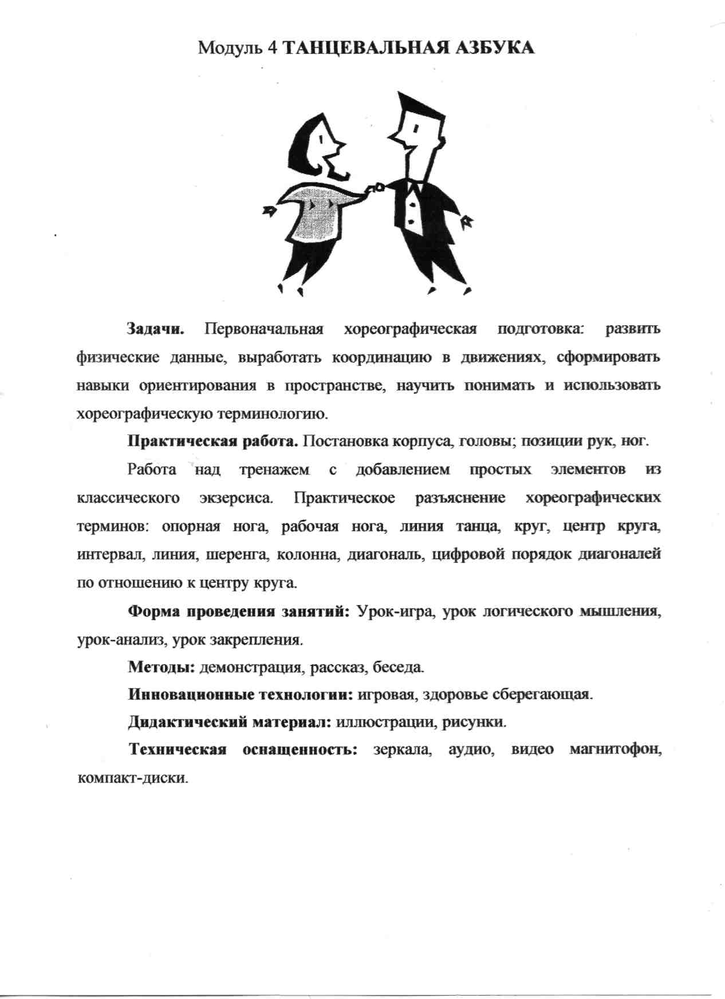 Модуль 4 ТАНЦЕВАЛЬНАЯ АЗБУКА
Задачи. Первоначальная хореографическая подготовка: развить
физические данные, выработать координацию в движениях, сформировать
навыки ориентирования в пространстве, научить понимать и использовать
хореографическую терминологию.
Практическая работа. Постановка корпуса, головы; позиции рук, ног.
Работа над тренажем с добавлением простых элементов из
классического экзерсиса. Практическое разъяснение хореографических
терминов: опорная нога, рабочая нога, линия танца, круг, центр круга,
интервал, линия, шеренга, колонна, диагональ, цифровой порядок диагоналей
по отношению к центру круга.
Форма проведения занятий: Урок-игра, урок логического мышления,
урок-анализ, урок закрепления.
Методы: демонстрация, рассказ, беседа.
Инновационные технологии: игровая, здоровье сберегающая.
Дидактический материал: иллюстрации, рисунки.
Техническая оснащенность: зеркала, аудио, видео магнитофон,
компакт-диски.